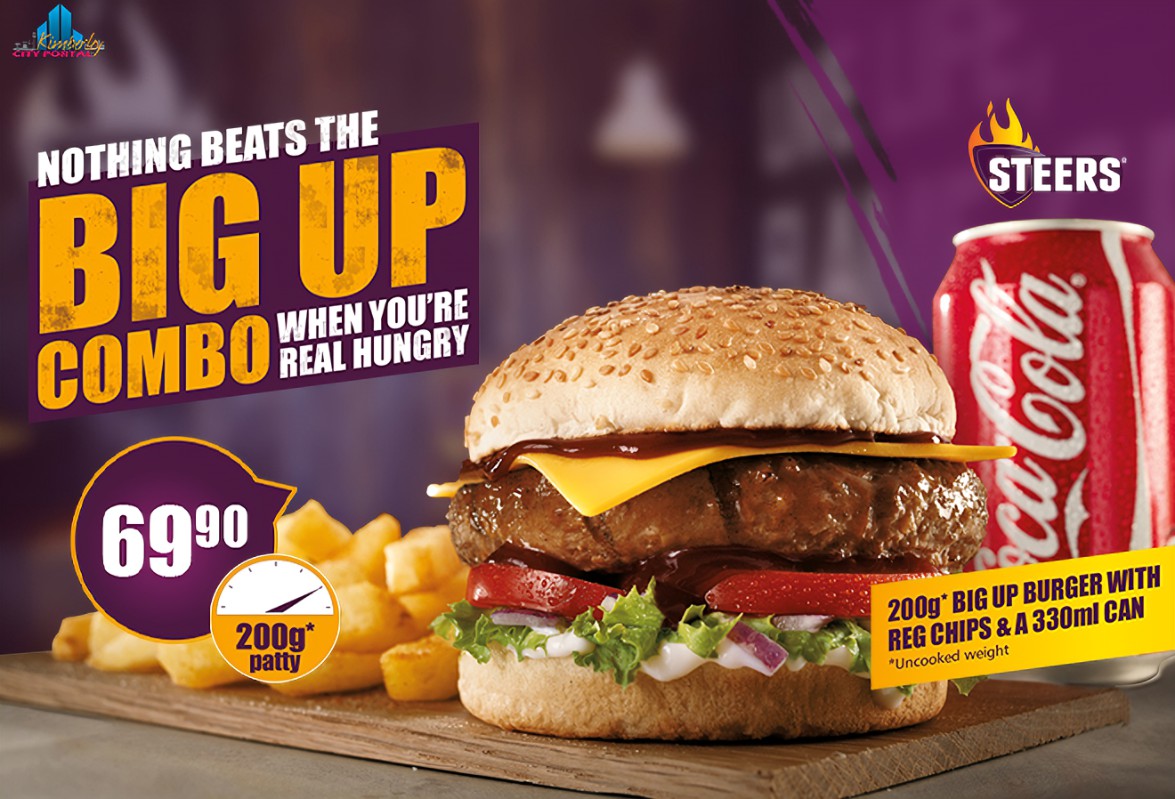 Kimberley
CITY PORTAL
NOTHING BEATS THE
BIG UP
COMBO WHEN YOU'RE
REAL HUNGRY
STEERS®
Coca-Cola®
69⁹⁰
200g*
patty
200g* BIG UP BURGER WITH
REG CHIPS & A 330ml CAN
*Uncooked weight